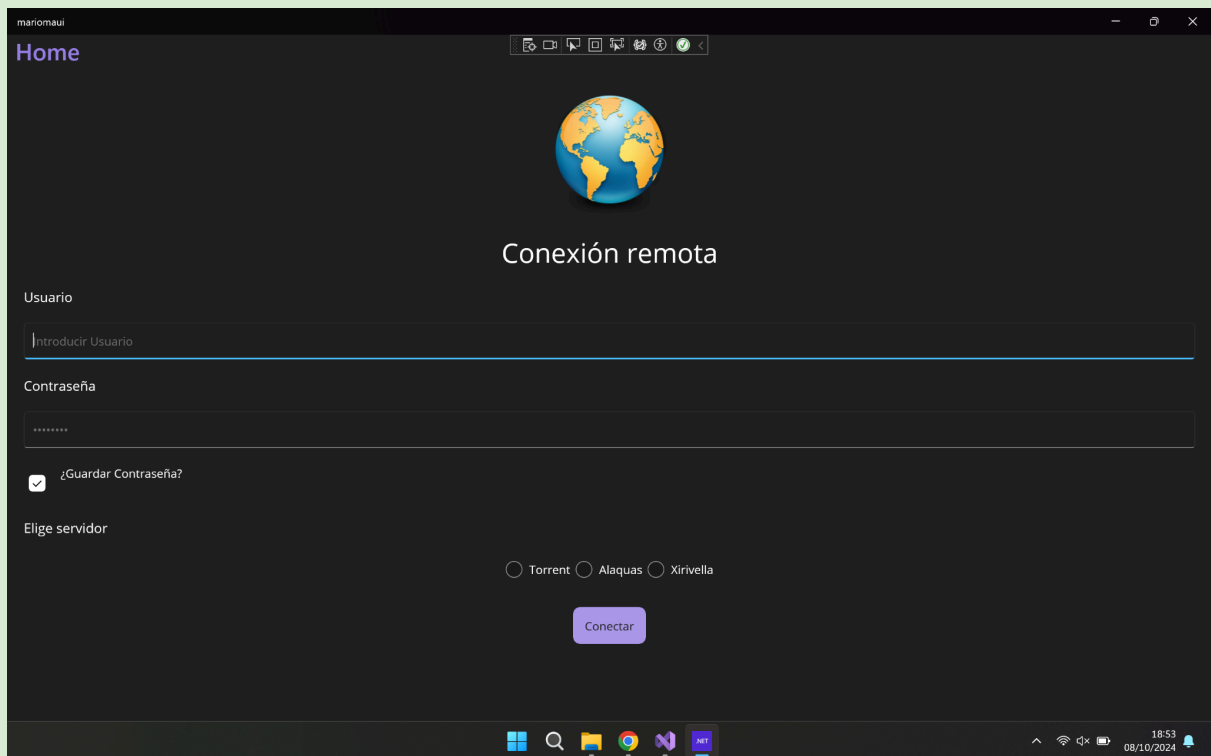 mariomaui
Home
Conexión remota
Usuario
Introducir Usuario
Contraseña
¿Guardar Contraseña?
Elige servidor
Torrent Alaquas Xirivella
Conectar
.NET
18:53
08/10/2024